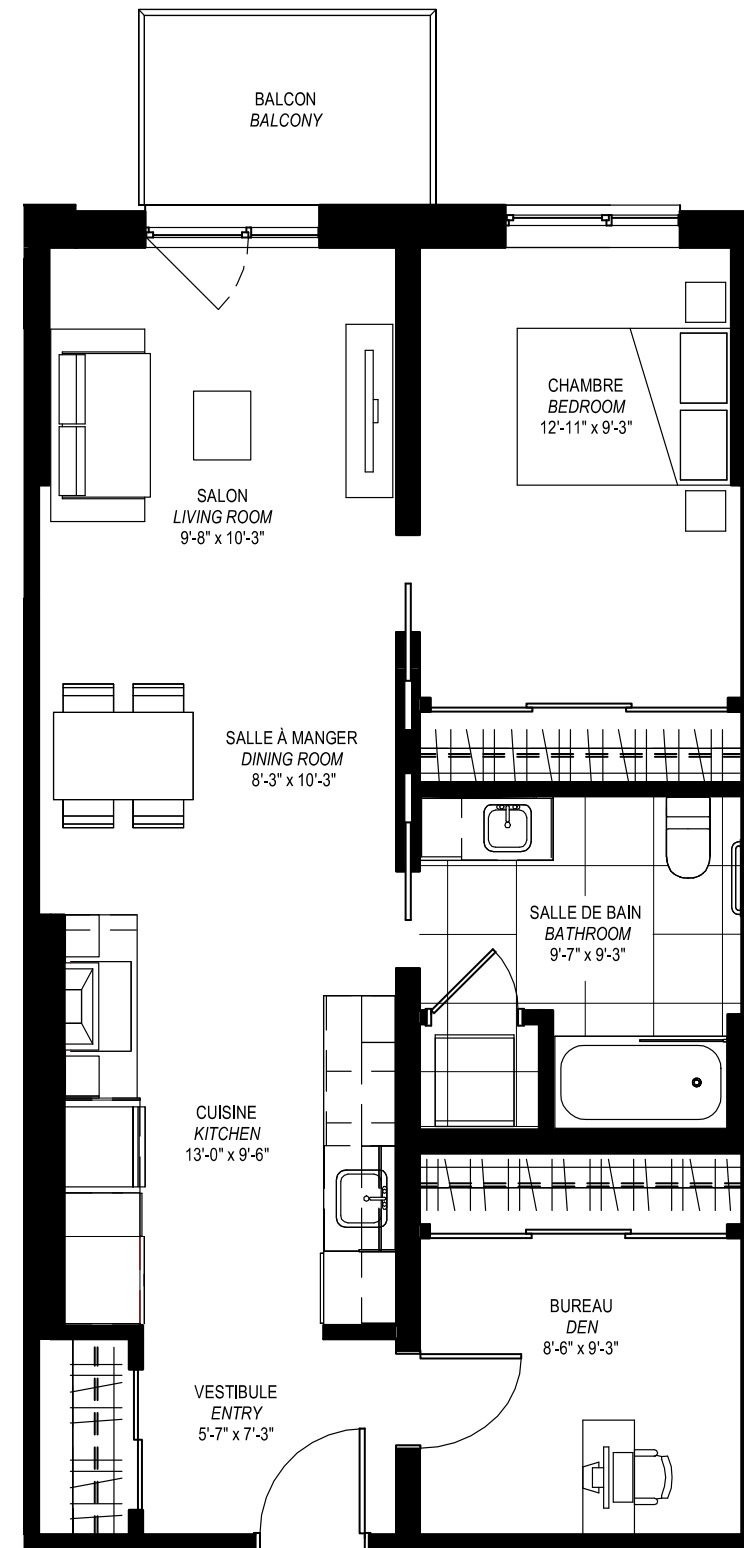 BALCON
BALCONY
CHAMBRE
BEDROOM
12'-11" x 9'-3"
SALON
LIVING ROOM
9'-8" x 10'-3"
SALLE À MANGER
DINING ROOM
8'-3" x 10'-3"
SALLE DE BAIN
BATHROOM
9'-7" x 9'-3"
CUISINE
KITCHEN
13'-0" x 9'-6"
BUREAU
DEN
8'-6" x 9'-3"
VESTIBULE
ENTRY
5'-7" x 7'-3"